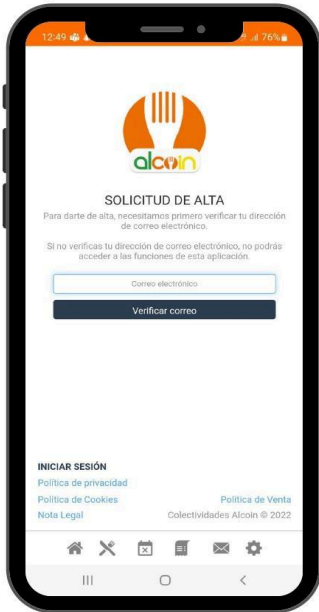 12:49
76%
alcoin
SOLICITUD DE ALTA
Para darte de alta, necesitamos primero verificar tu dirección
de correo electrónico.
Si no verificas tu dirección de correo electrónico, no podrás
acceder a las funciones de esta aplicación.
Correo electrónico
Verificar correo
INICIAR SESIÓN
Política de privacidad
Política de Cookies
Política de Venta
Nota Legal
Colectividades Alcoin © 2022